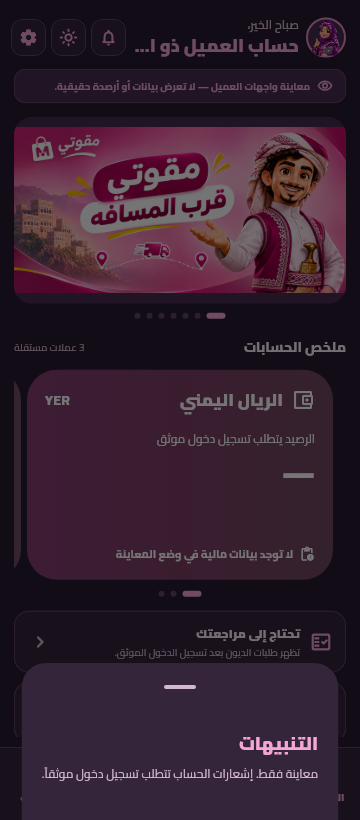 صباح الخير،
حساب العميل ذو ا...
معاينة واجهات العميل — لا تعرض بيانات أو أرصدة حقيقية.
مقوتي
مقوتي
قرب المسافه
ملخص الحسابات
3 عملات مستقلة
الريال اليمني
YER
الرصيد يتطلب تسجيل دخول موثق
—
لا توجد بيانات مالية في وضع المعاينة
تحتاج إلى مراجعتك
تظهر طلبات الديون بعد تسجيل الدخول الموثق.
التنبيهات
معاينة فقط. إشعارات الحساب تتطلب تسجيل دخول موثقاً.